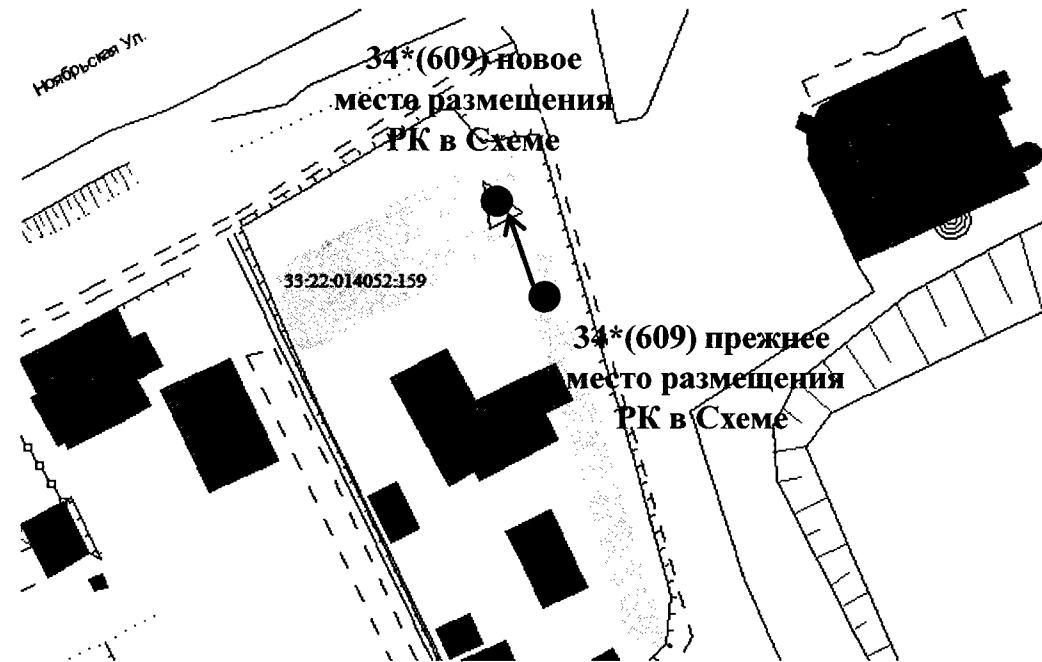 Ноябрьская Ул.
34*(609) новое
место размещения
РК в Схеме
33:22:014052:159
34*(609) прежнее
место размещения
РК в Схеме